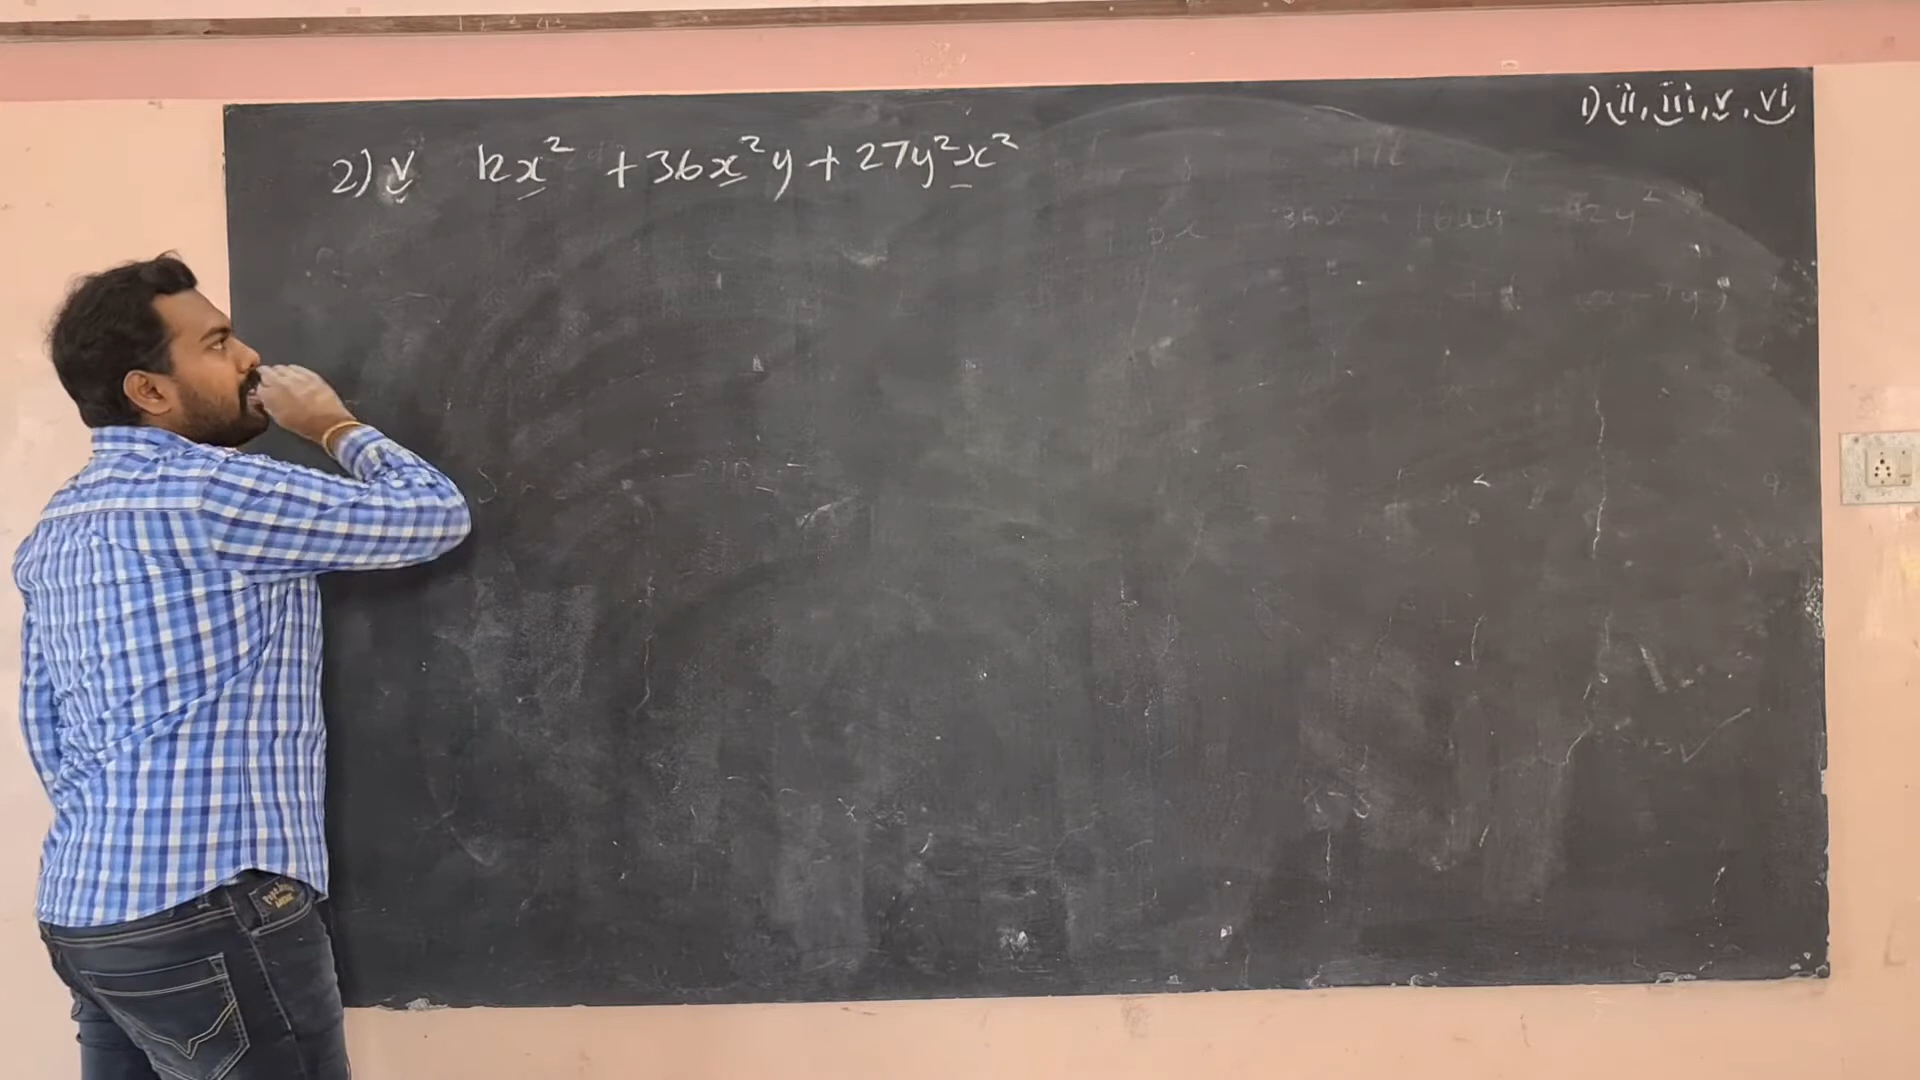 1) ii, iii, v, vi
2) v 12x² + 36x²y + 27y²x²